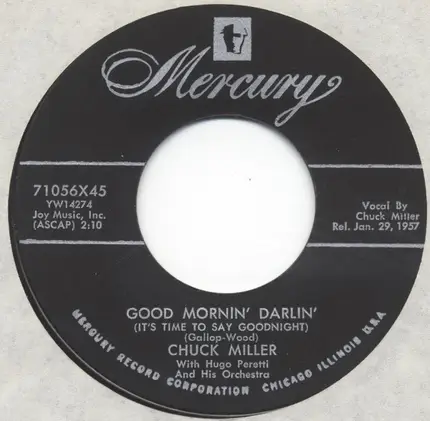 Mercury
71056X45
YW14274
Joy Music, Inc.
(ASCAP) 2:10
Vocal By
Chuck Miller
Rel. Jan. 29, 1957
GOOD MORNIN' DARLIN'
(IT'S TIME TO SAY GOODNIGHT)
(Gallop-Wood)
CHUCK MILLER
With Hugo Peretti
And His Orchestra
MERCURY RECORD CORPORATION CHICAGO ILLINOIS U.S.A